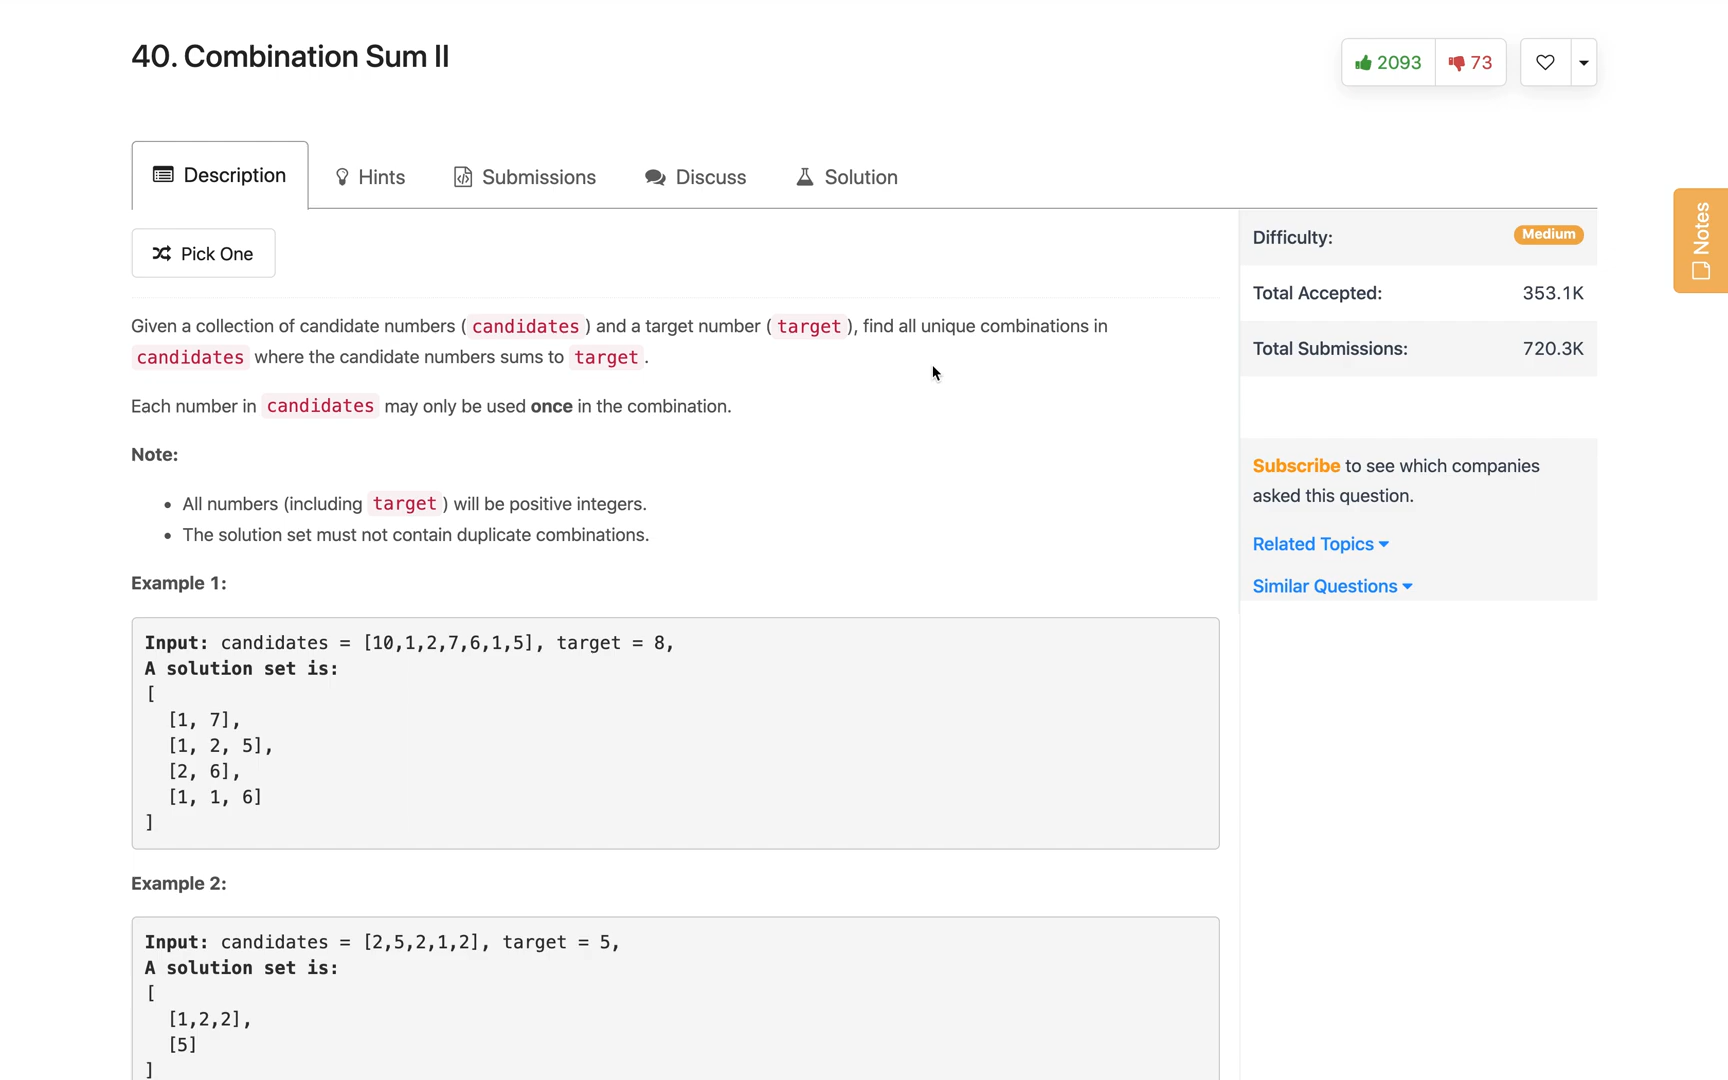 40. Combination Sum II
2093
73
Description
Hints
Submissions
Discuss
Solution
Notes
Pick One
Difficulty:
Medium
Total Accepted:
353.1K
Total Submissions:
720.3K
Given a collection of candidate numbers ( candidates ) and a target number ( target ), find all unique combinations in
candidates where the candidate numbers sums to target .
Each number in candidates may only be used once in the combination.
Note:
• All numbers (including target ) will be positive integers.
• The solution set must not contain duplicate combinations.
Subscribe to see which companies
asked this question.
Related Topics
Similar Questions
Example 1:
Input: candidates = [10,1,2,7,6,1,5], target = 8,
A solution set is:
[
  [1, 7],
  [1, 2, 5],
  [2, 6],
  [1, 1, 6]
]
Example 2:
Input: candidates = [2,5,2,1,2], target = 5,
A solution set is:
[
  [1,2,2],
  [5]
]